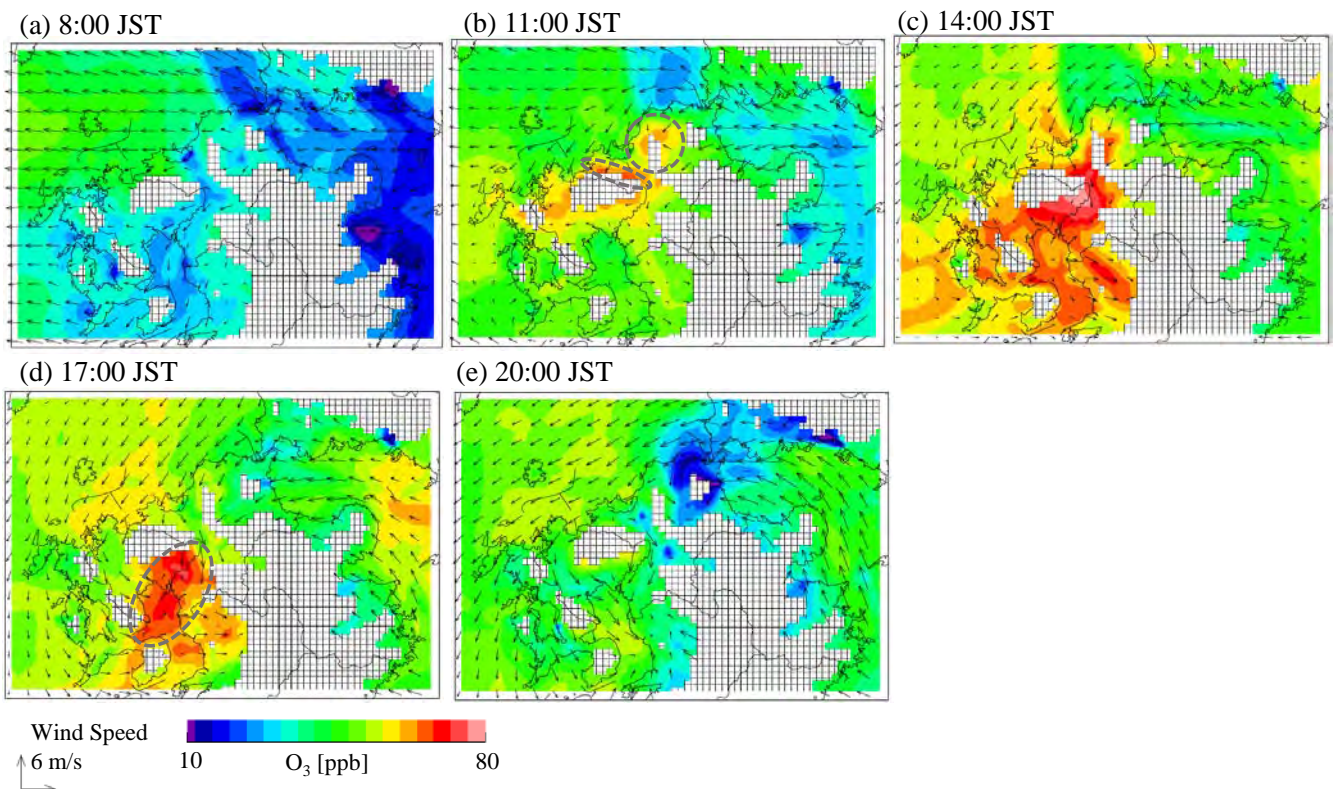 (a) 8:00 JST
(b) 11:00 JST
(c) 14:00 JST
(d) 17:00 JST
(e) 20:00 JST
Wind Speed
6 m/s
10 O₃ [ppb] 80